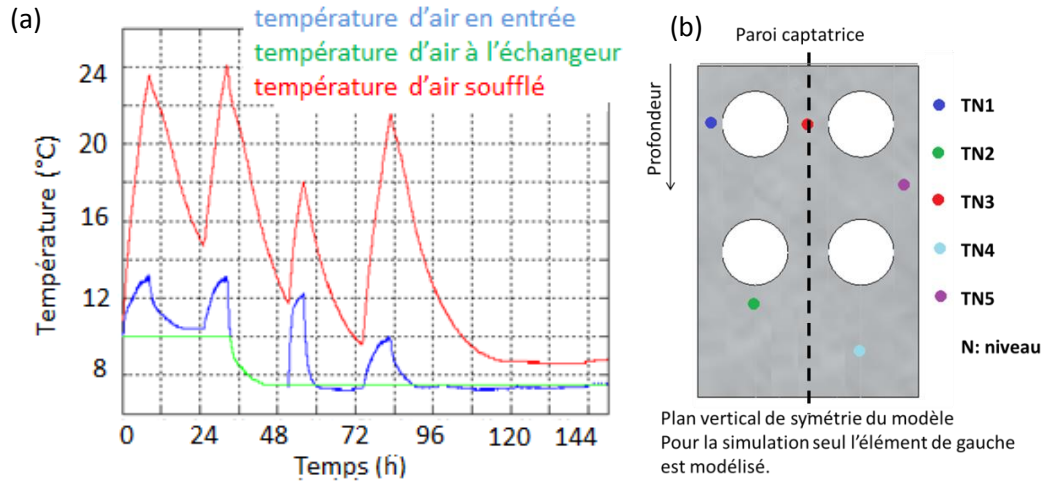 (a)
température d'air en entrée
température d'air à l'échangeur
température d'air soufflé
Température (°C)
24
20
16
12
8
0 24 48 72 96 120 144
Temps (h)
(b)
Paroi captatrice
Profondeur
TN1
TN2
TN3
TN4
TN5
N: niveau
Plan vertical de symétrie du modèle
Pour la simulation seul l'élément de gauche
est modélisé.